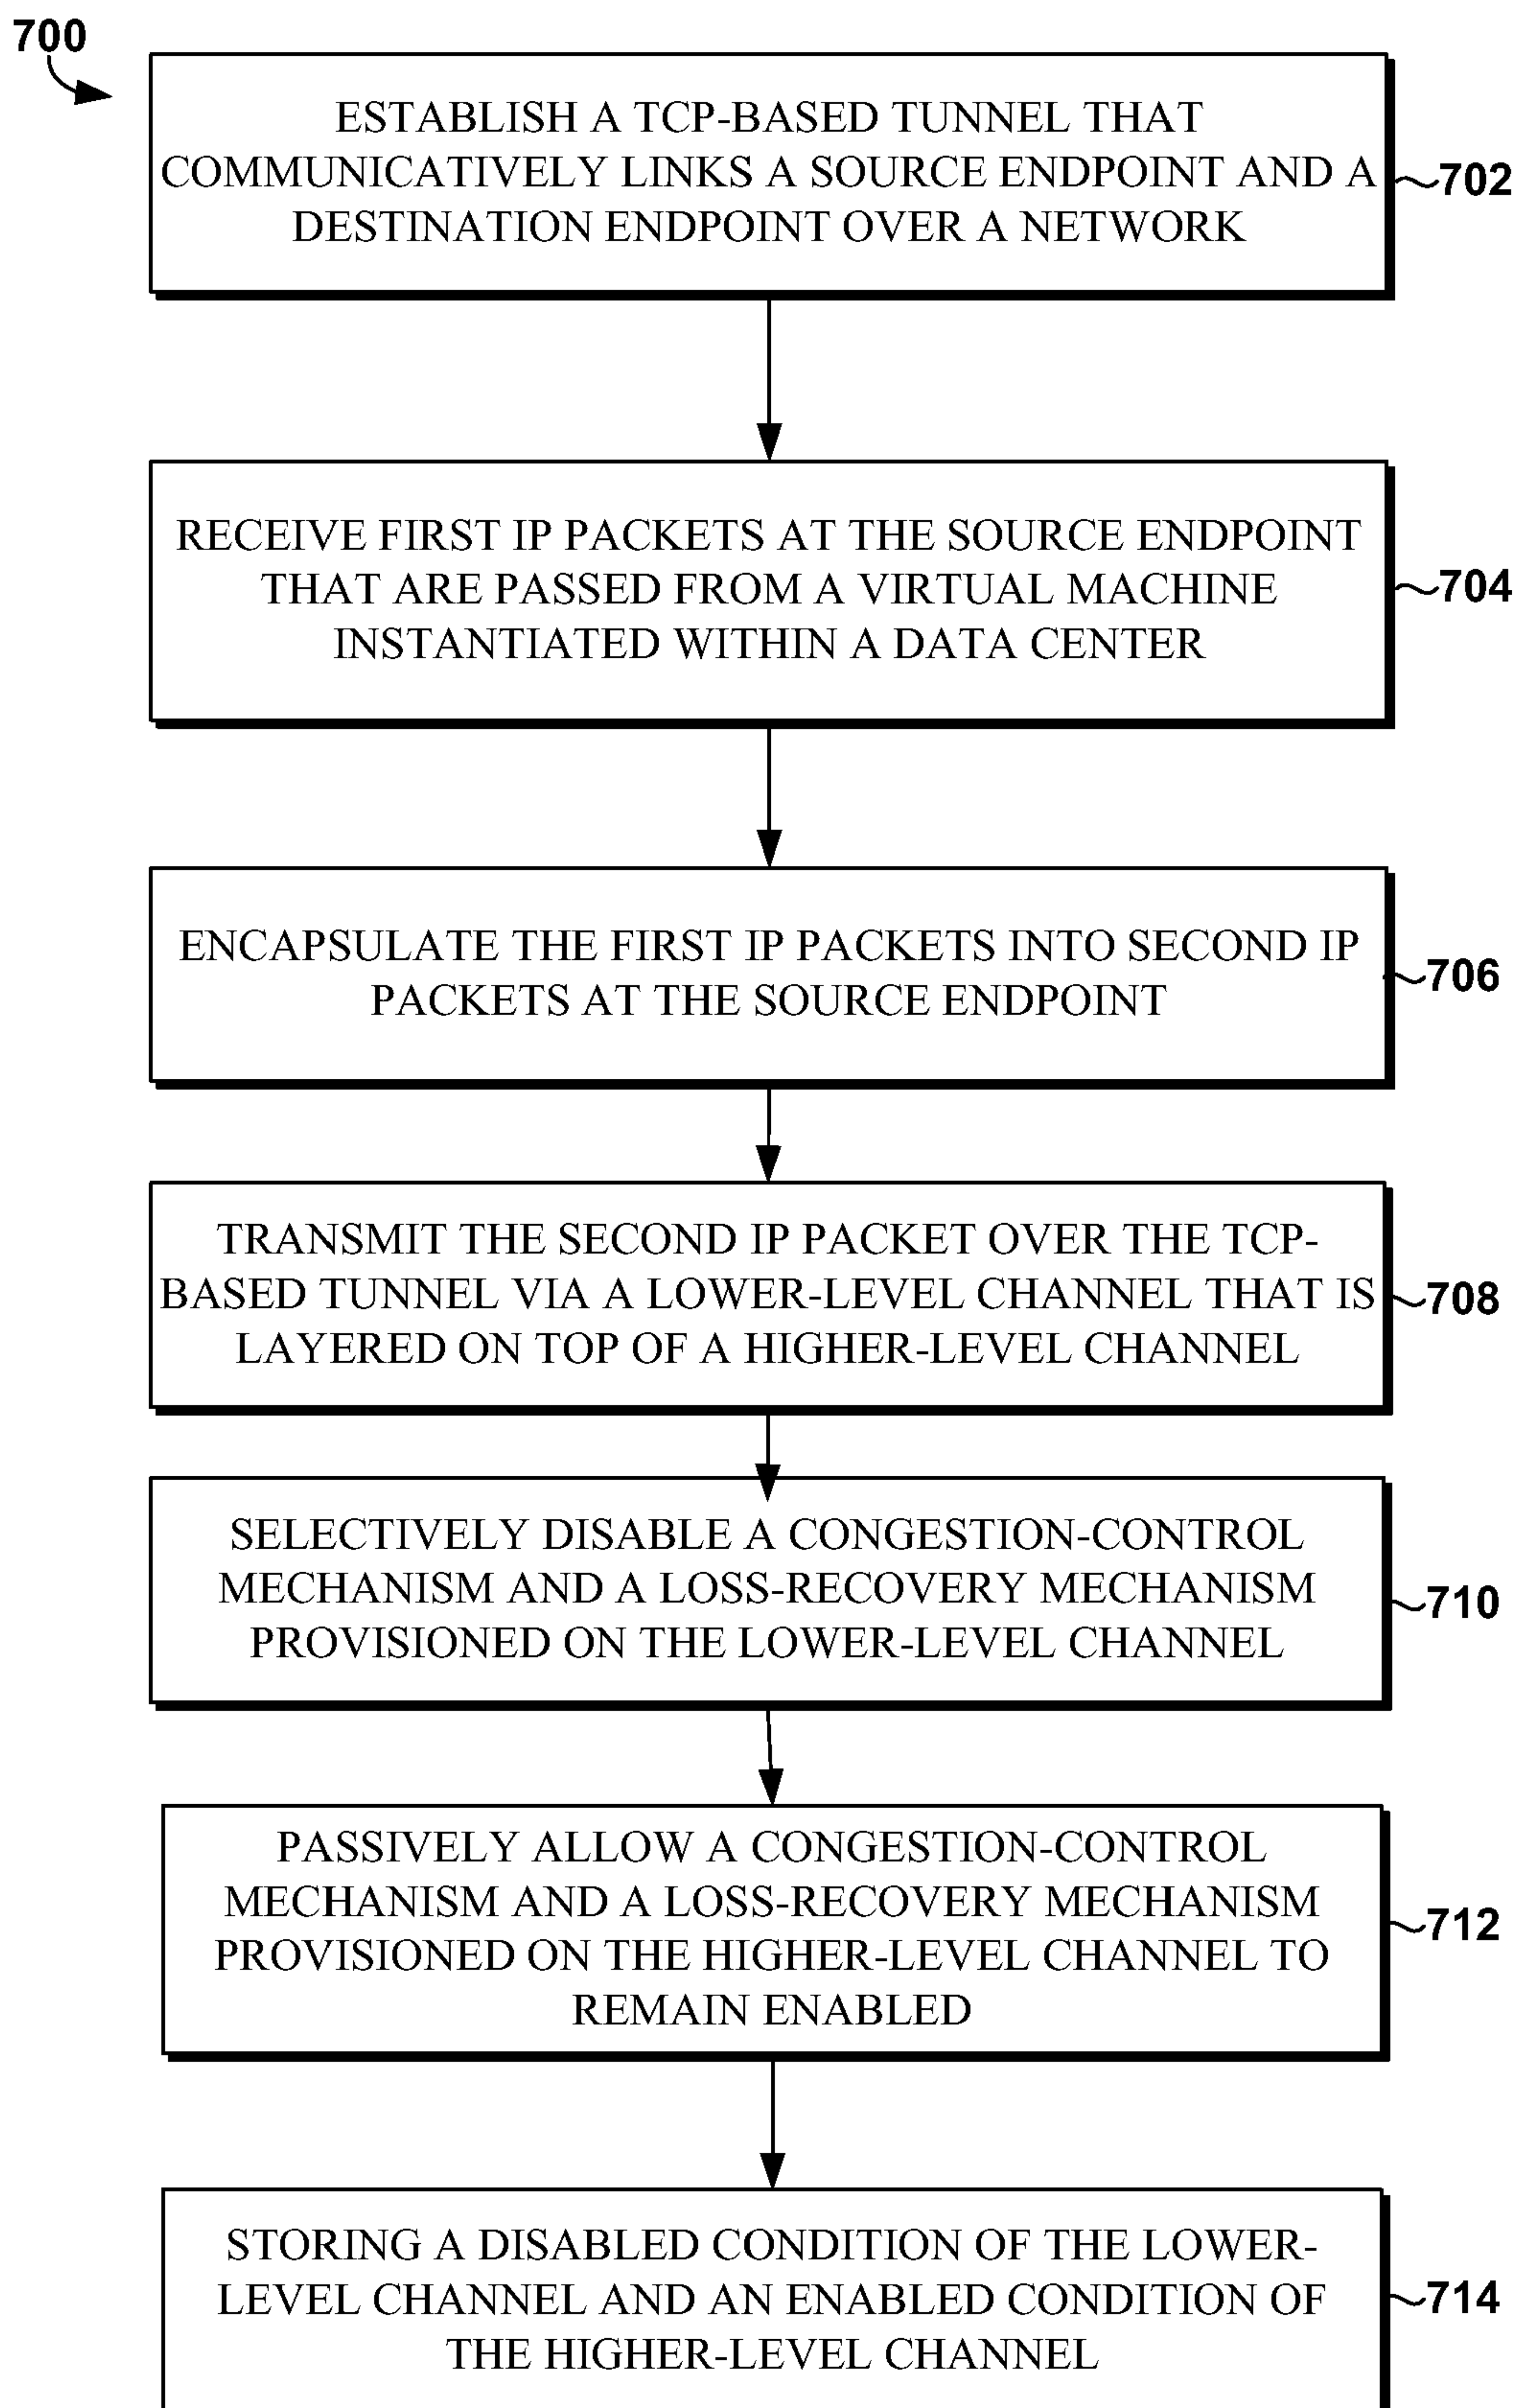 700
ESTABLISH A TCP-BASED TUNNEL THAT
COMMUNICATIVELY LINKS A SOURCE ENDPOINT AND A
DESTINATION ENDPOINT OVER A NETWORK
702
RECEIVE FIRST IP PACKETS AT THE SOURCE ENDPOINT
THAT ARE PASSED FROM A VIRTUAL MACHINE
INSTANTIATED WITHIN A DATA CENTER
704
ENCAPSULATE THE FIRST IP PACKETS INTO SECOND IP
PACKETS AT THE SOURCE ENDPOINT
706
TRANSMIT THE SECOND IP PACKET OVER THE TCP-
BASED TUNNEL VIA A LOWER-LEVEL CHANNEL THAT IS
LAYERED ON TOP OF A HIGHER-LEVEL CHANNEL
708
SELECTIVELY DISABLE A CONGESTION-CONTROL
MECHANISM AND A LOSS-RECOVERY MECHANISM
PROVISIONED ON THE LOWER-LEVEL CHANNEL
710
PASSIVELY ALLOW A CONGESTION-CONTROL
MECHANISM AND A LOSS-RECOVERY MECHANISM
PROVISIONED ON THE HIGHER-LEVEL CHANNEL TO
REMAIN ENABLED
712
STORING A DISABLED CONDITION OF THE LOWER-
LEVEL CHANNEL AND AN ENABLED CONDITION OF
THE HIGHER-LEVEL CHANNEL
714